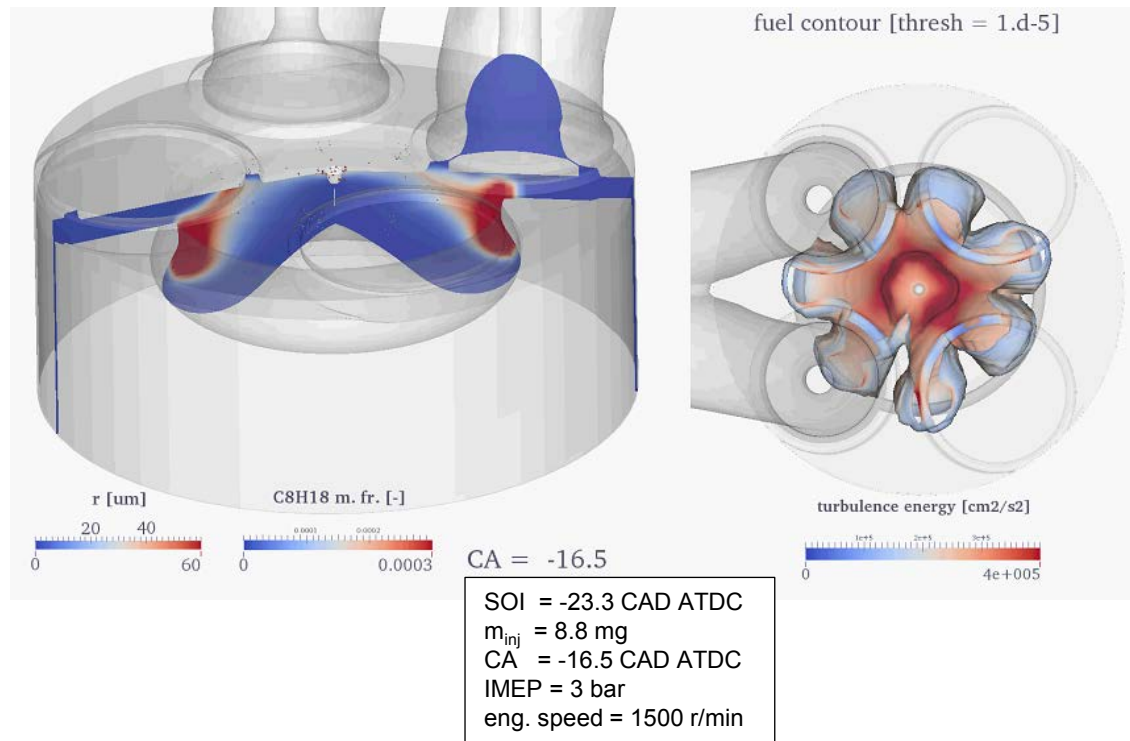 fuel contour [thresh = 1.d-5]
r [um]
20 40
0 60
C8H18 m. fr. [-]
0.0001 0.0002
0 0.0003
CA = -16.5
turbulence energy [cm2/s2]
1e+5 2e+5 3e+5
0 4e+005
SOI = -23.3 CAD ATDC
minj = 8.8 mg
CA = -16.5 CAD ATDC
IMEP = 3 bar
eng. speed = 1500 r/min